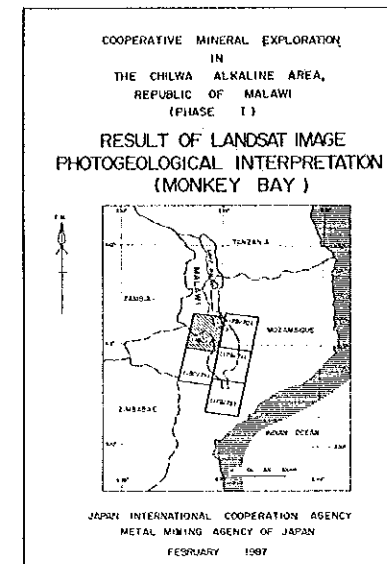 COOPERATIVE MINERAL EXPLORATION
IN
THE CHILWA ALKALINE AREA,
REPUBLIC OF MALAWI
(PHASE I)
RESULT OF LANDSAT IMAGE
PHOTOGEOLOGICAL INTERPRETATION
(MONKEY BAY)
TANZANIA
MALAWI
ZAMBIA
MOZAMBIQUE
ZIMBABWE
INDIAN OCEAN
JAPAN INTERNATIONAL COOPERATION AGENCY
METAL MINING AGENCY OF JAPAN
FEBRUARY 1987